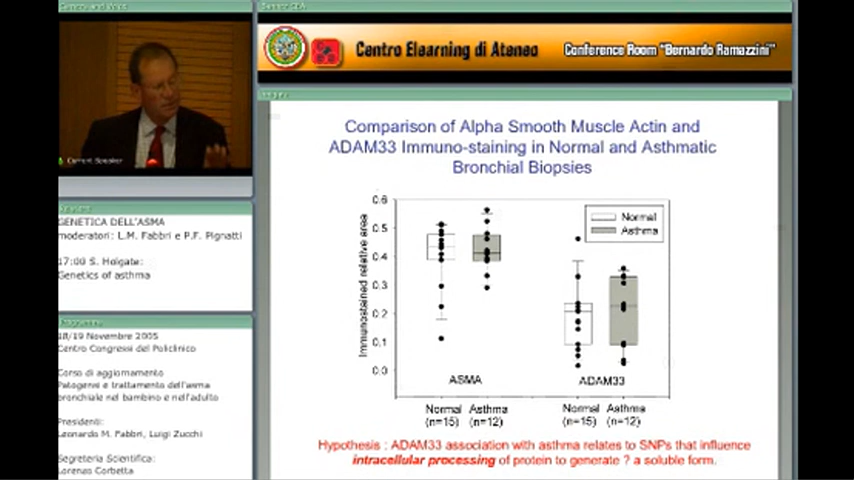 Centro Elearning di Ateneo
Conference Room "Bernardo Ramazzini"
Current Speaker
GENETICA DELL'ASMA
moderatori: L.M. Fabbri e P.F. Pignatti
17:00 S. Holgate:
Genetics of asthma
18/19 Novembre 2005
Centro Congressi del Policlinico
Corso di aggiornamento
Patogensi e trattamento dell'asma
bronchiale nel bambino e nell'adulto
Presidenti:
Leonardo M. Fabbri, Luigi Zucchi
Segreteria Scientifica:
Lorenzo Corbetta
Comparison of Alpha Smooth Muscle Actin and
ADAM33 Immuno-staining in Normal and Asthmatic
Bronchial Biopsies
Immunostained relative area
0.6
0.5
0.4
0.3
0.2
0.1
0.0
Normal
Asthma
ASMA
ADAM33
Normal Asthma Normal Asthma
(n=15) (n=12) (n=15) (n=12)
Hypothesis : ADAM33 association with asthma relates to SNPs that influence
intracellular processing of protein to generate ? a soluble form.